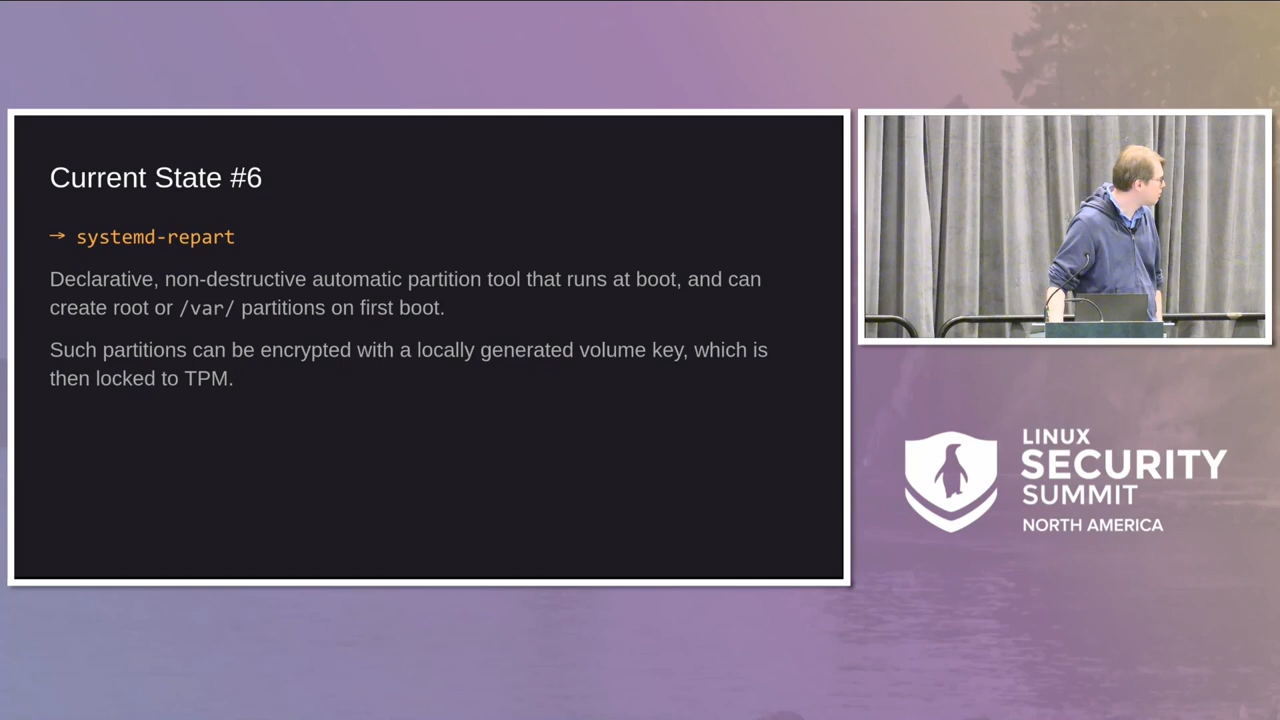 Current State #6
→ systemd-repart
Declarative, non-destructive automatic partition tool that runs at boot, and can
create root or /var/ partitions on first boot.
Such partitions can be encrypted with a locally generated volume key, which is
then locked to TPM.
LINUX
SECURITY
SUMMIT
NORTH AMERICA